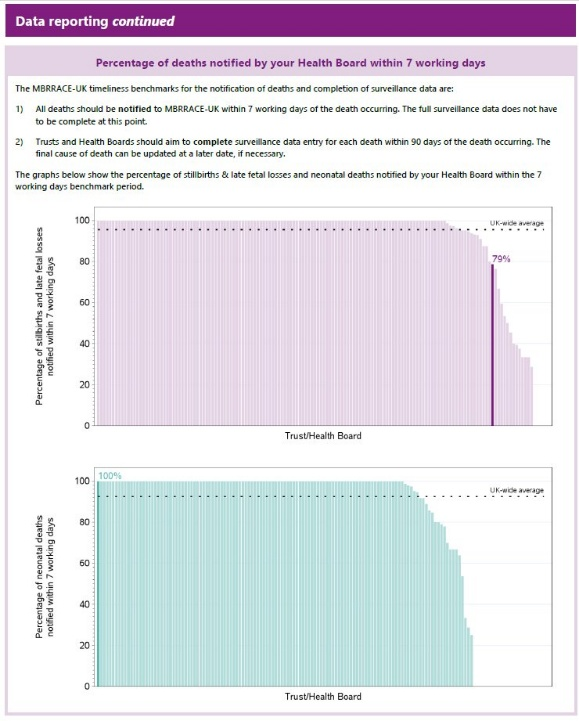 Data reporting continued
Percentage of deaths notified by your Health Board within 7 working days
The MBRRACE-UK timeliness benchmarks for the notification of deaths and completion of surveillance data are:
1) All deaths should be notified to MBRRACE-UK within 7 working days of the death occurring. The full surveillance data does not have
to be complete at this point.
2) Trusts and Health Boards should aim to complete surveillance data entry for each death within 90 days of the death occurring. The
final cause of death can be updated at a later date, if necessary.
The graphs below show the percentage of stillbirths & late fetal losses and neonatal deaths notified by your Health Board within the 7
working days benchmark period.
Percentage of stillbirths and late fetal losses
notified within 7 working days
100
80
60
40
20
0
UK-wide average
79%
Trust/Health Board
Percentage of neonatal deaths
notified within 7 working days
100
80
60
40
20
0
100%
UK-wide average
Trust/Health Board